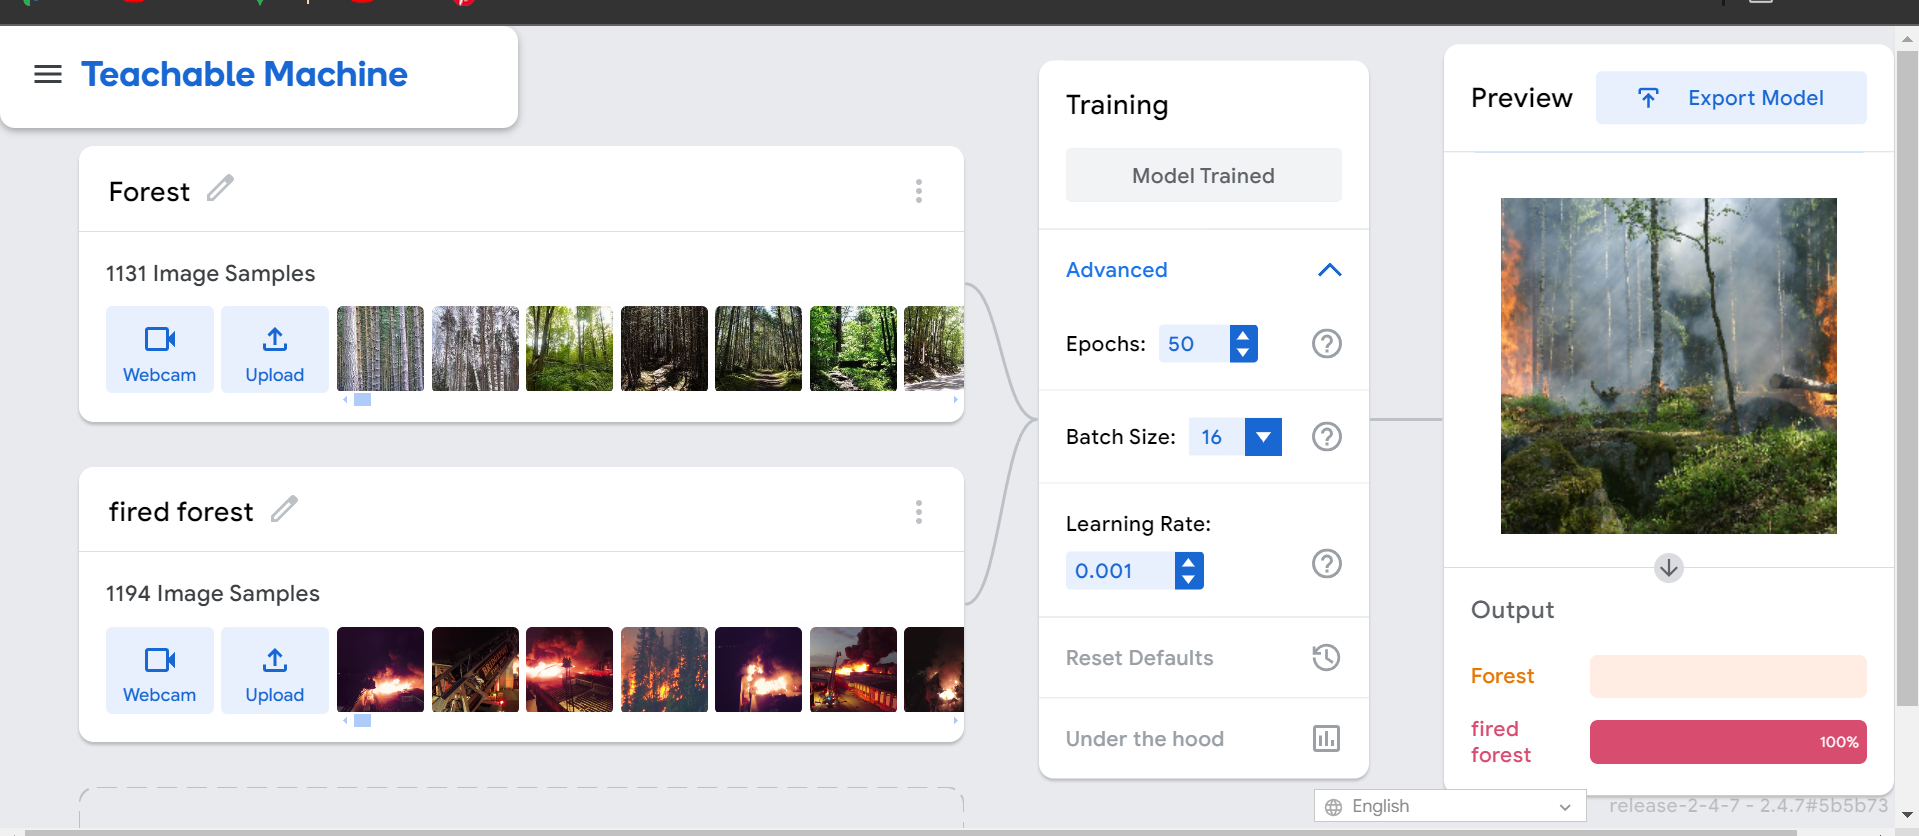 Teachable Machine
Forest
1131 Image Samples
Webcam
Upload
fired forest
1194 Image Samples
Webcam
Upload
Training
Model Trained
Advanced
Epochs: 50
Batch Size: 16
Learning Rate:
0.001
Reset Defaults
Under the hood
Preview
Export Model
Output
Forest
fired
forest
100%
English
release-2-4-7 - 2.4.7#5b5b73